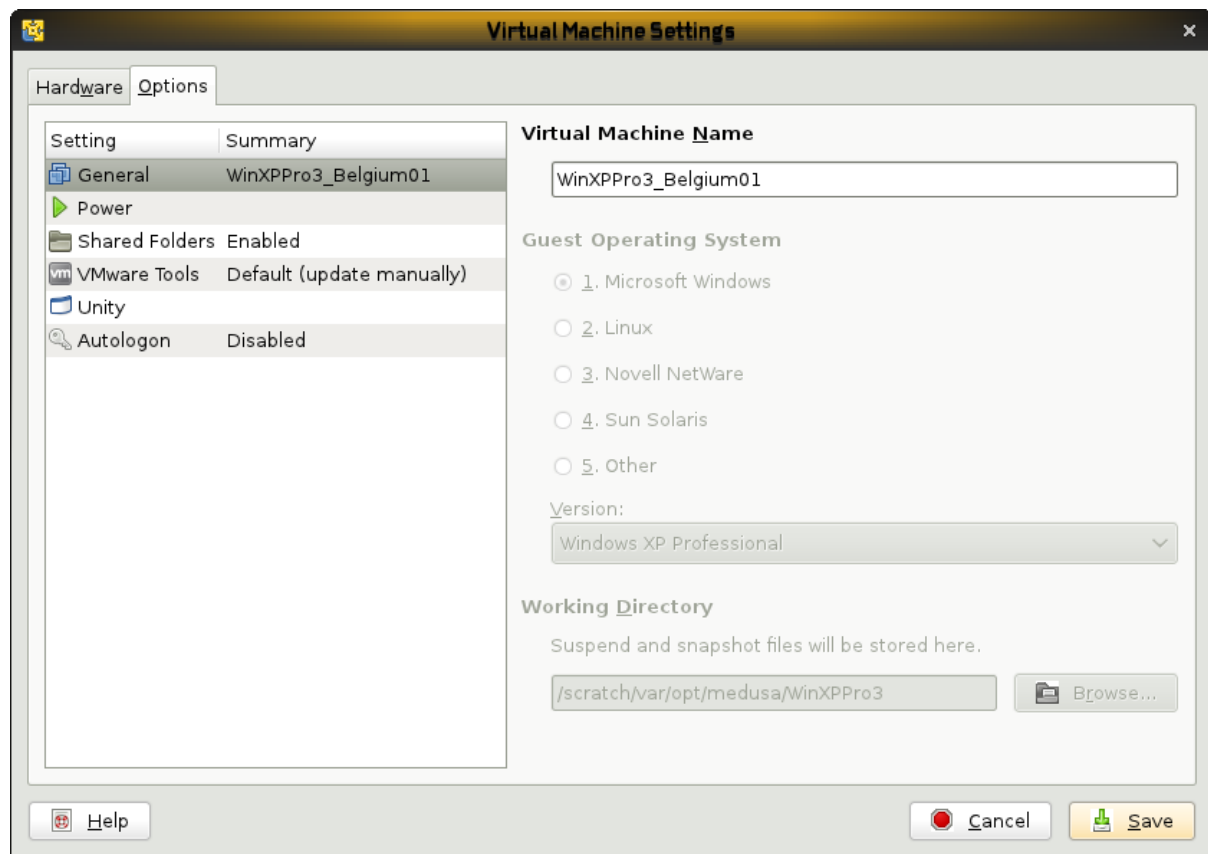 Virtual Machine Settings
Hardware Options
Setting Summary
General WinXPPro3_Belgium01
Power
Shared Folders Enabled
vm VMware Tools Default (update manually)
Unity
Autologon Disabled
Virtual Machine Name
WinXPPro3_Belgium01
Guest Operating System
1. Microsoft Windows
2. Linux
3. Novell NetWare
4. Sun Solaris
5. Other
Version:
Windows XP Professional
Working Directory
Suspend and snapshot files will be stored here.
/scratch/var/opt/medusa/WinXPPro3
Browse...
Help
Cancel
Save